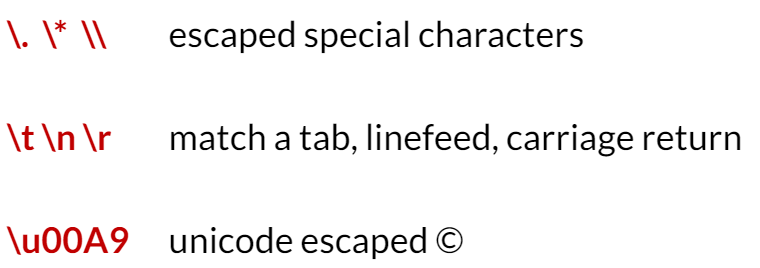 \. \* \\ escaped special characters
\t \n \r match a tab, linefeed, carriage return
\u00A9 unicode escaped ©